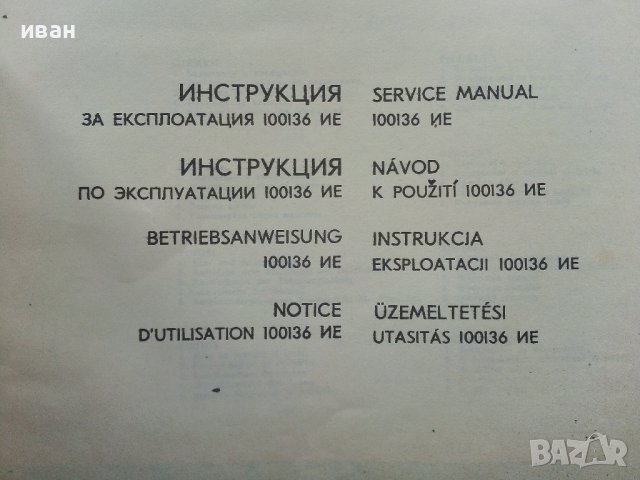 иван
ИНСТРУКЦИЯ
ЗА ЕКСПЛОАТАЦИЯ 100136 ИЕ
SERVICE MANUAL
100136 ИЕ
ИНСТРУКЦИЯ
ПО ЭКСПЛУАТАЦИИ 100136 ИЕ
NÁVOD
K POUŽITÍ 100136 ИЕ
BETRIEBSANWEISUNG
100136 ИЕ
INSTRUKCJA
EKSPLOATACJI 100136 ИЕ
NOTICE
D'UTILISATION 100136 ИЕ
ÜZEMELTETÉSI
UTASITÁS 100136 ИЕ
BAZAR